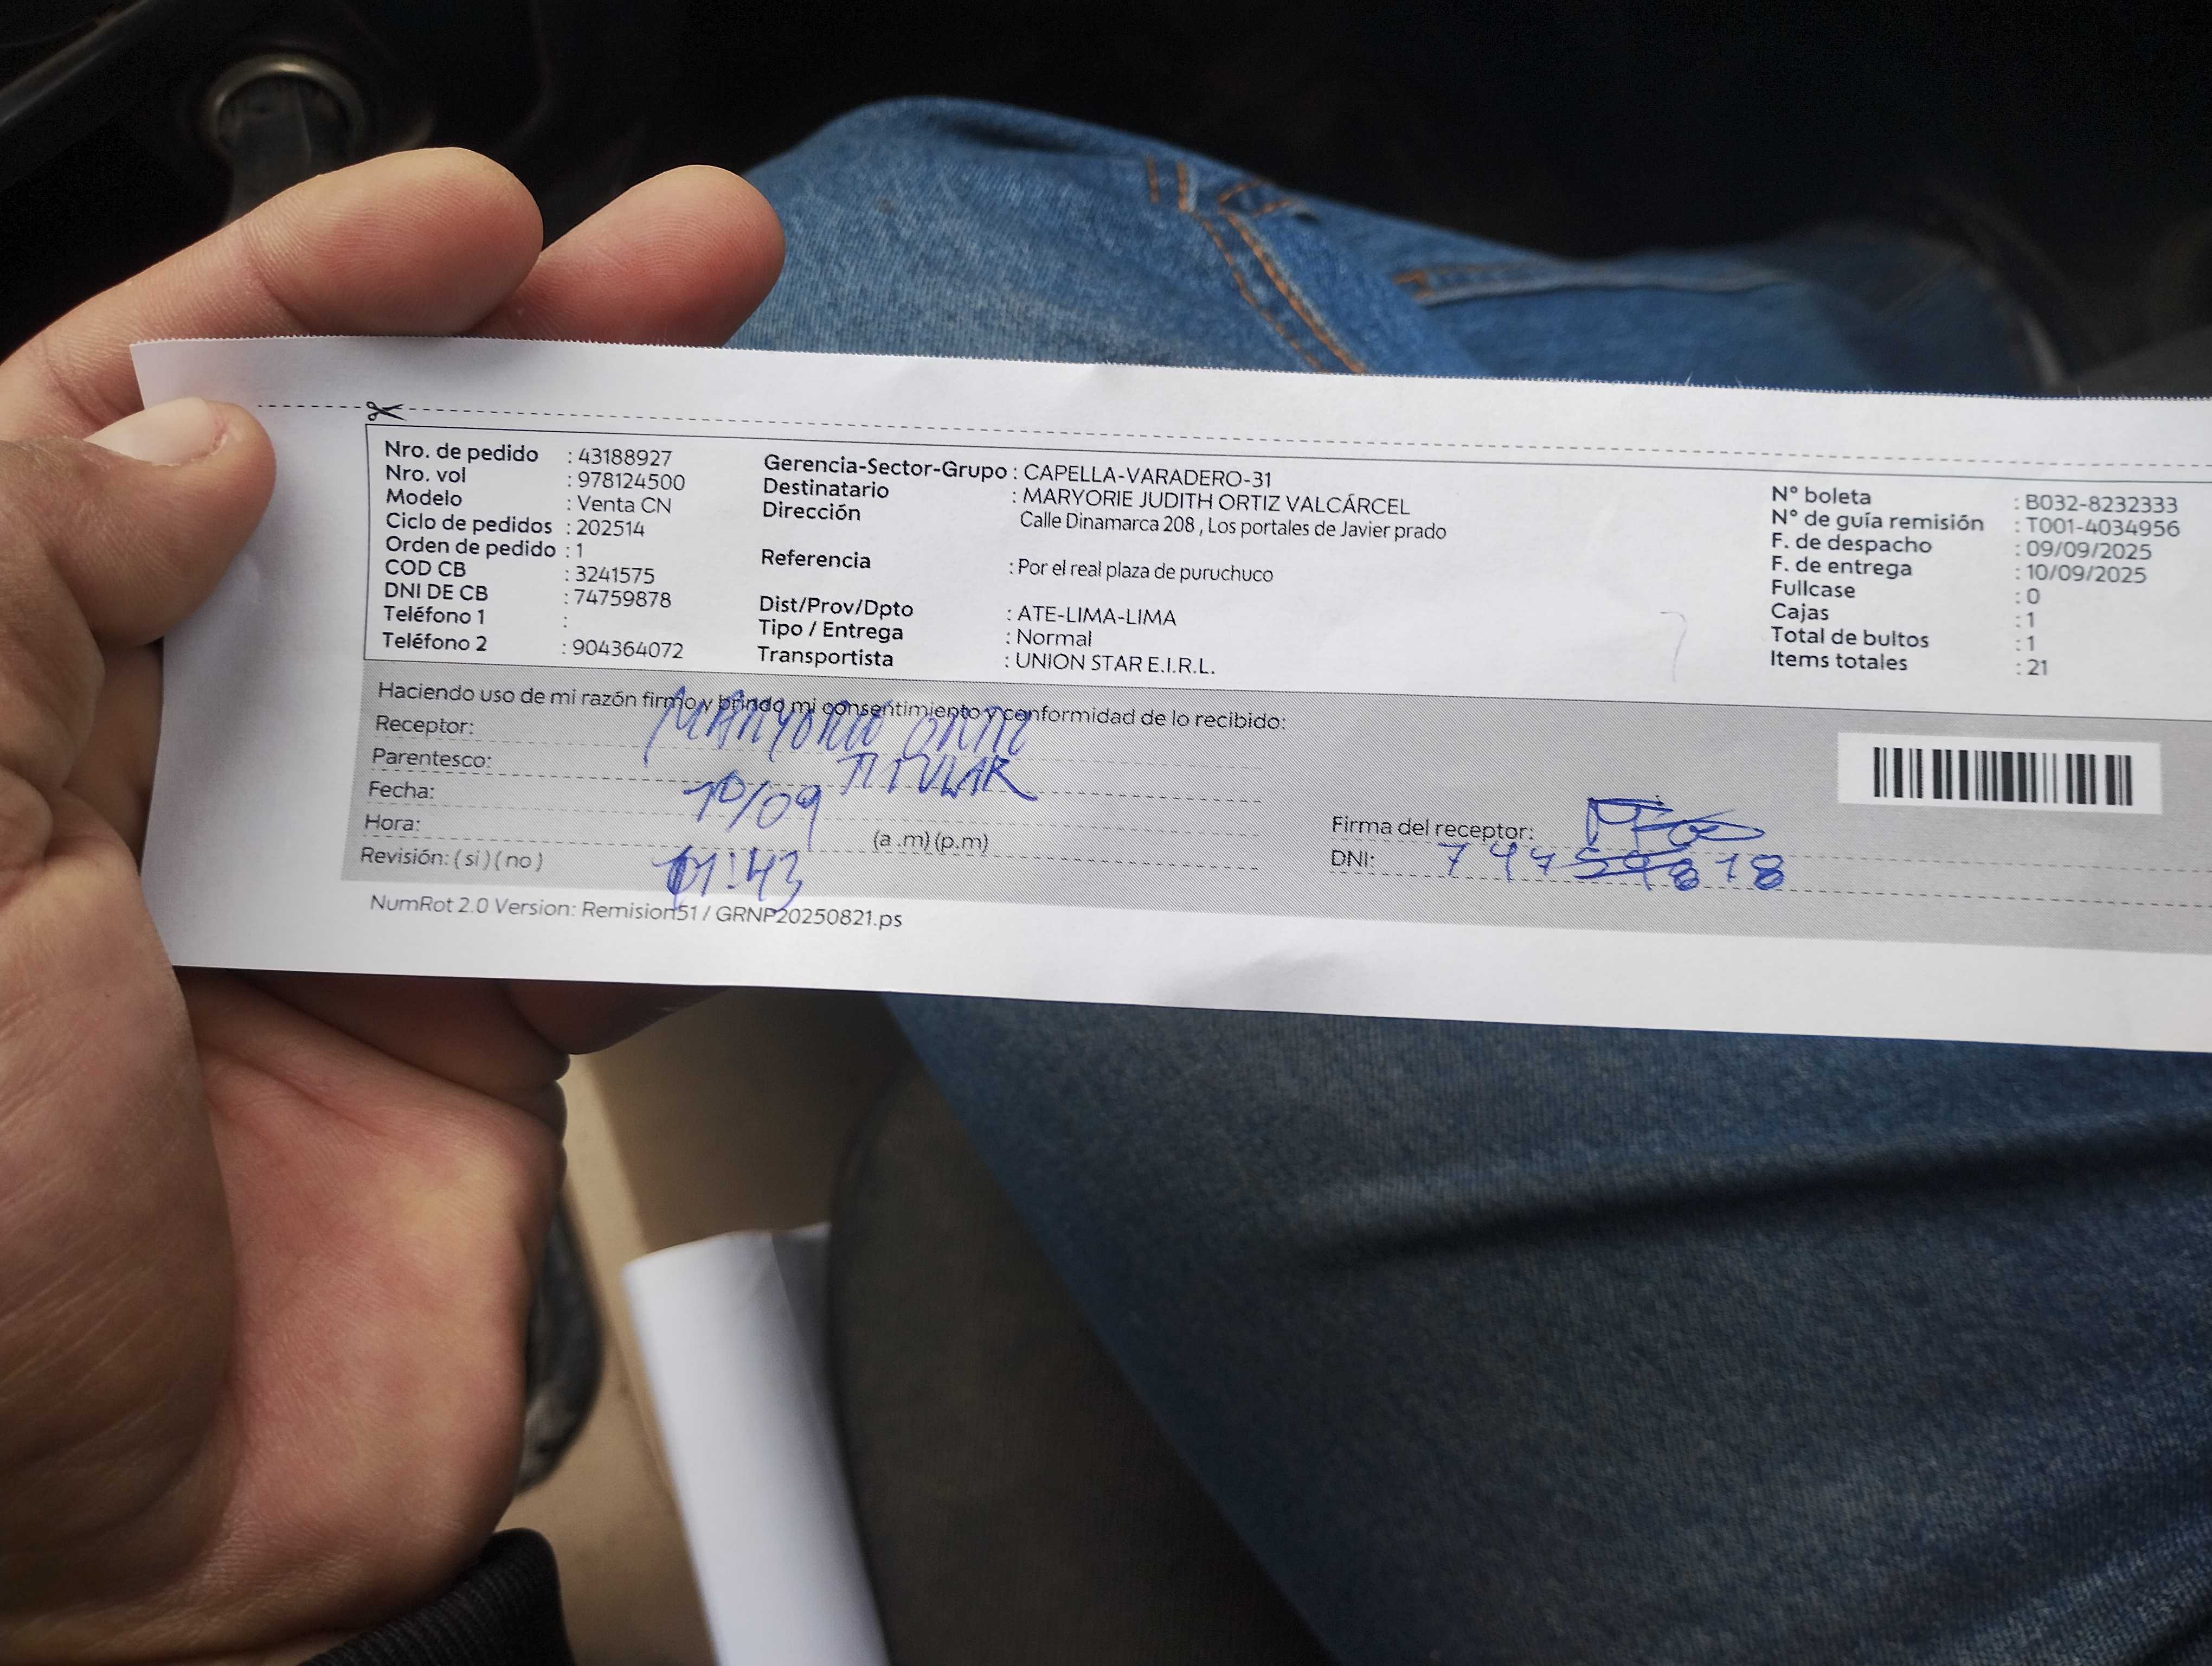 Nro. de pedido : 43188927
Nro. vol : 978124500
Modelo : Venta CN
Ciclo de pedidos : 202514
Orden de pedido : 1
COD CB : 3241575
DNI DE CB : 74759878
Teléfono 1 :
Teléfono 2 : 904364072
Gerencia-Sector-Grupo : CAPELLA-VARADERO-31
Destinatario : MARYORIE JUDITH ORTIZ VALCÁRCEL
Dirección Calle Dinamarca 208 , Los portales de Javier prado
Referencia : Por el real plaza de puruchuco
Dist/Prov/Dpto : ATE-LIMA-LIMA
Tipo / Entrega : Normal
Transportista : UNION STAR E.I.R.L.
N° boleta : B032-8232333
N° de guía remisión : T001-4034956
F. de despacho : 09/09/2025
F. de entrega : 10/09/2025
Fullcase : 0
Cajas : 1
Total de bultos : 1
Items totales : 21
Haciendo uso de mi razón firmo y brindo mi consentimiento y conformidad de lo recibido:
Receptor:
Parentesco: TITULAR
Fecha: 10/09
Hora: (a .m) (p.m)
Revisión: ( si ) ( no ) :43
Firma del receptor:
DNI:
NumRot 2.0 Version: Remision51 / GRNP20250821.ps